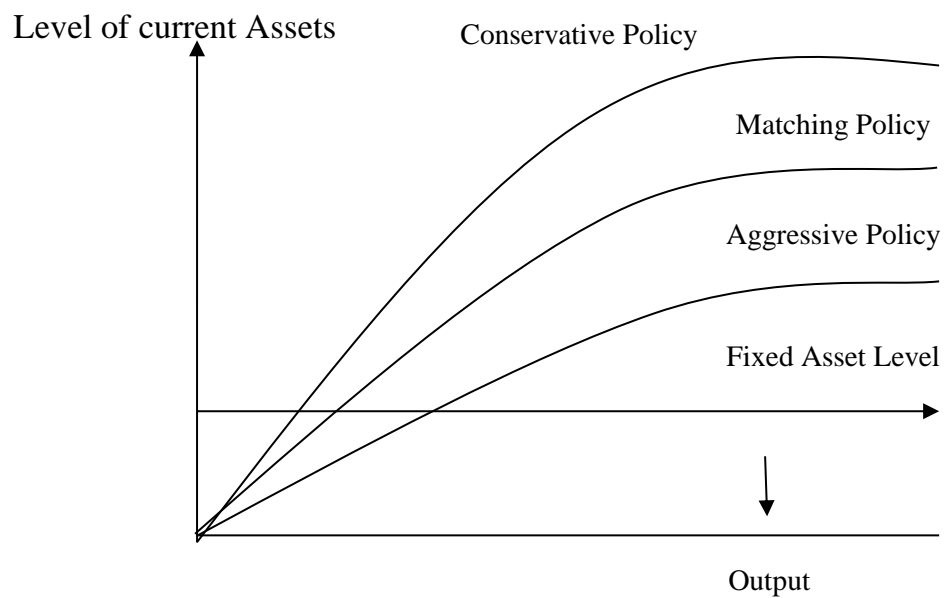 Level of current Assets
Conservative Policy
Matching Policy
Aggressive Policy
Fixed Asset Level
Output